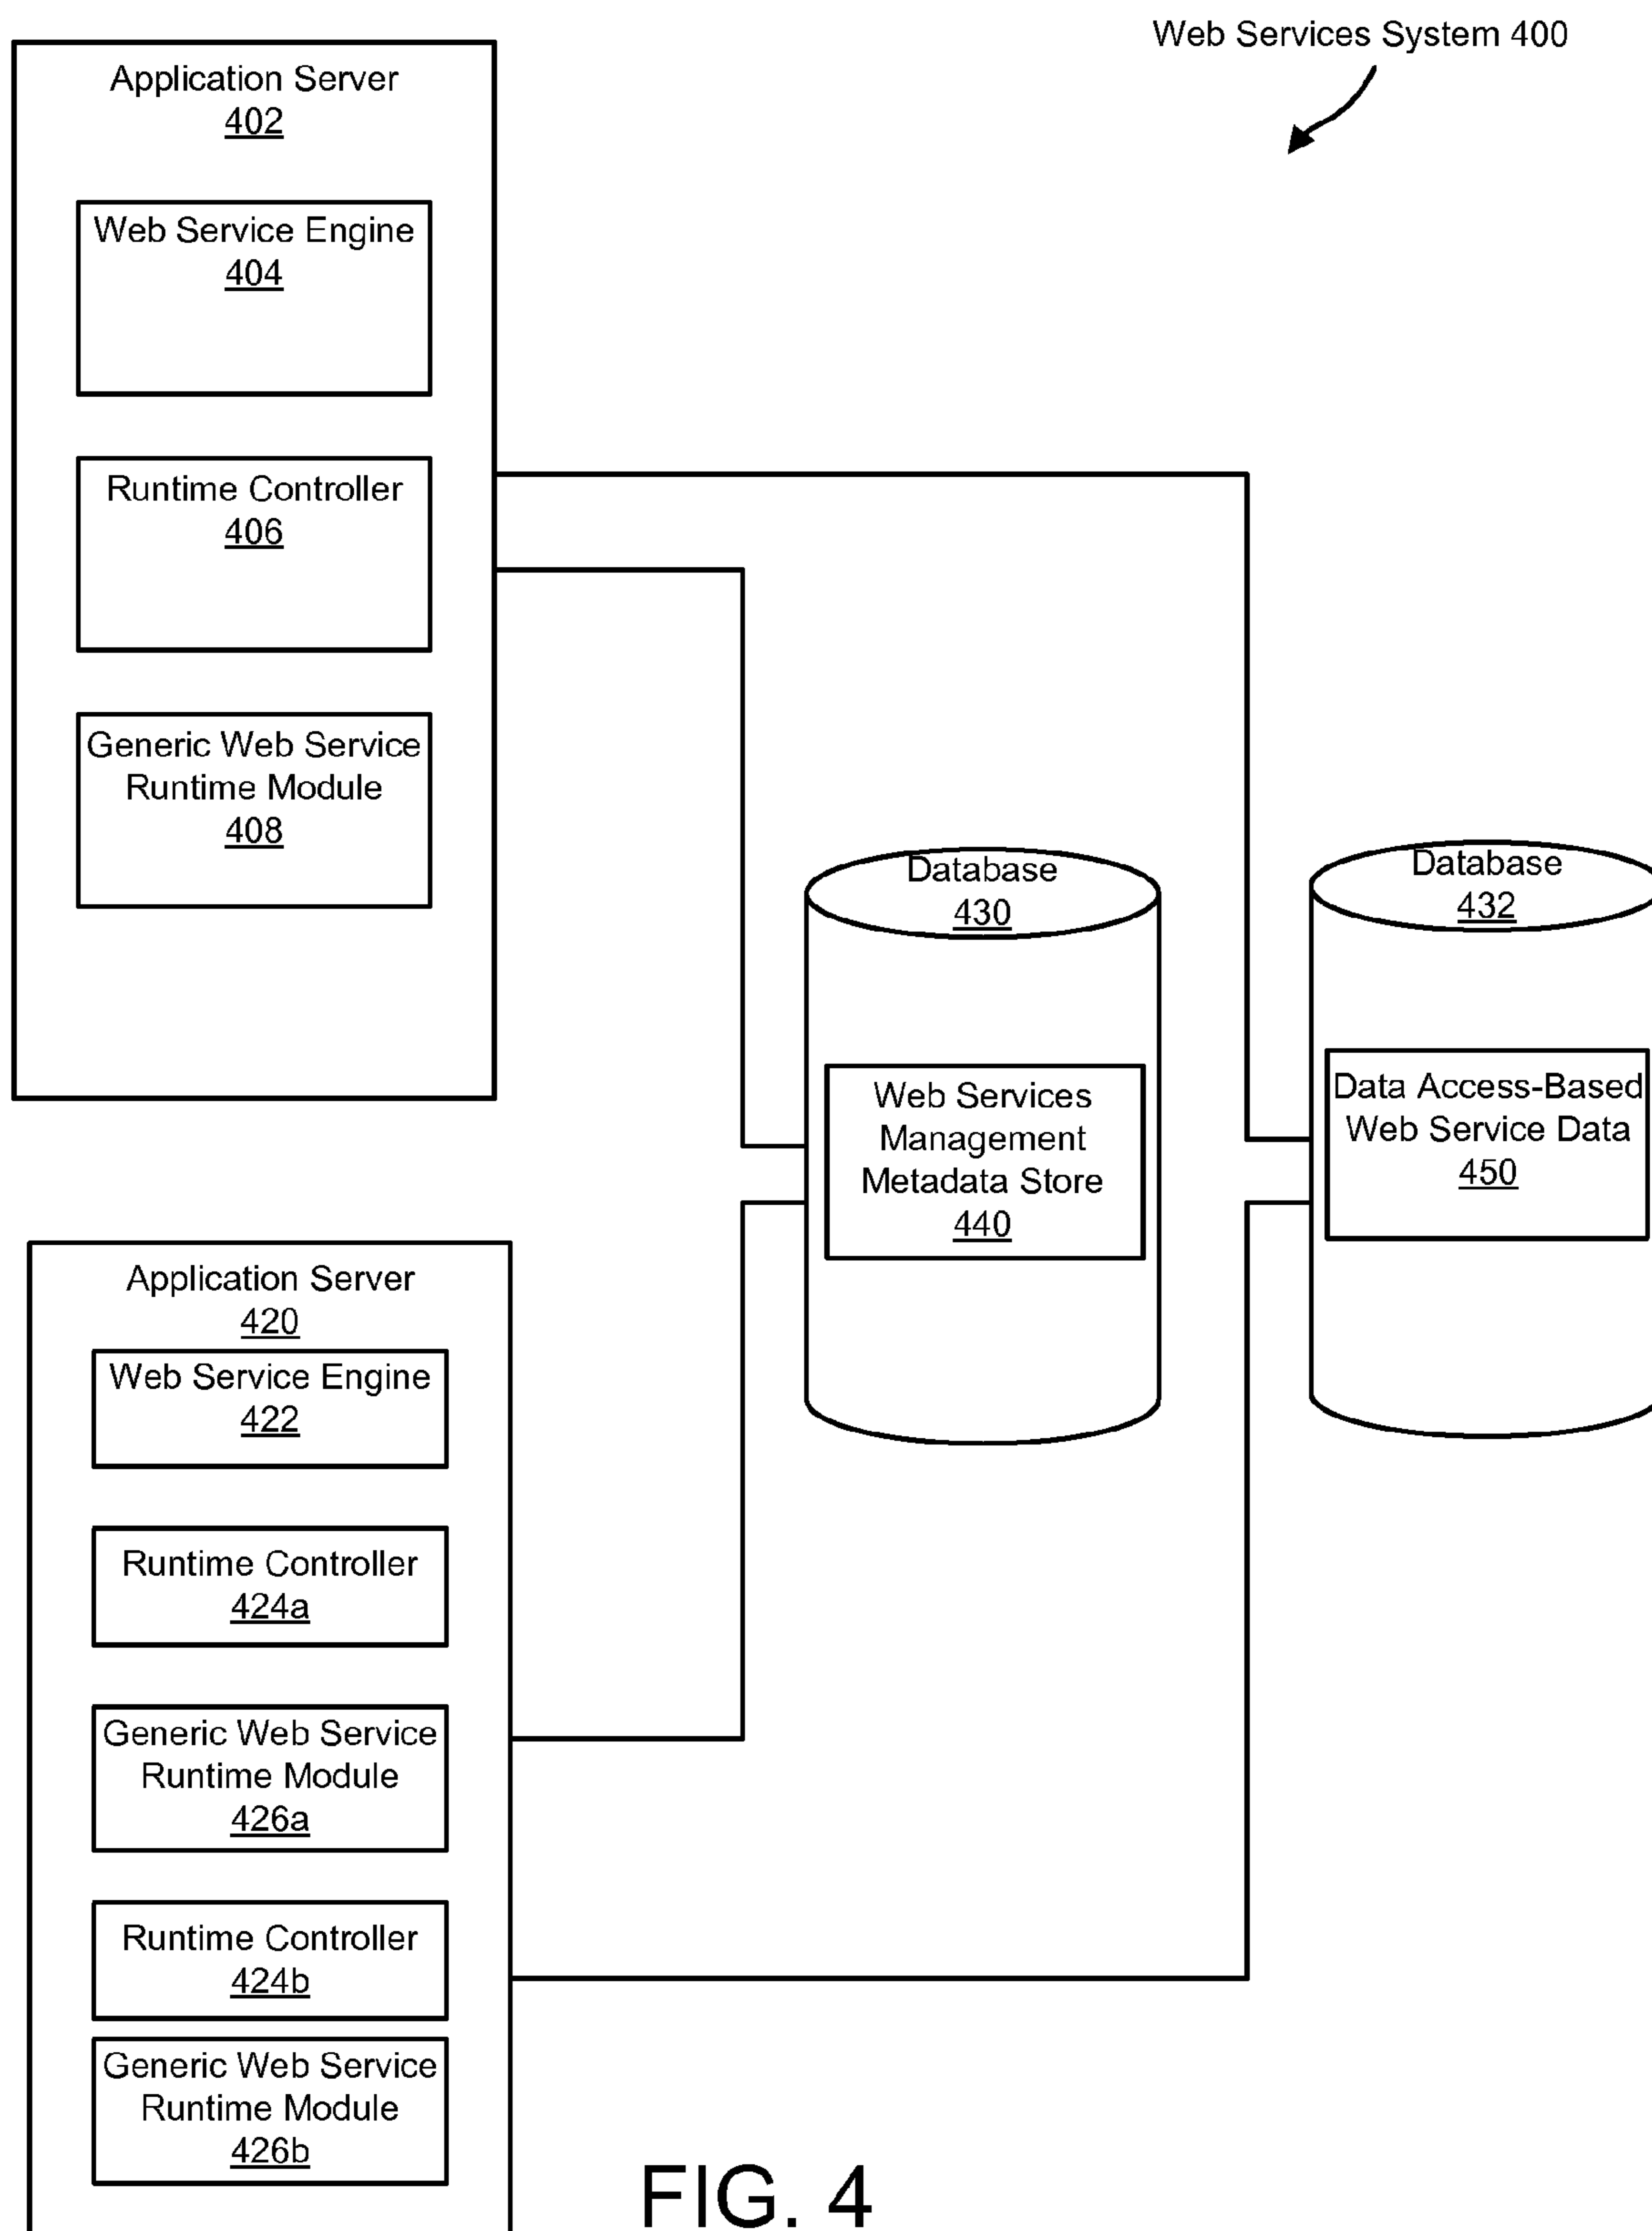 Web Services System 400
Application Server
402
Web Service Engine
404
Runtime Controller
406
Generic Web Service
Runtime Module
408
Database
430
Web Services
Management
Metadata Store
440
Database
432
Data Access-Based
Web Service Data
450
Application Server
420
Web Service Engine
422
Runtime Controller
424a
Generic Web Service
Runtime Module
426a
Runtime Controller
424b
Generic Web Service
Runtime Module
426b
FIG. 4